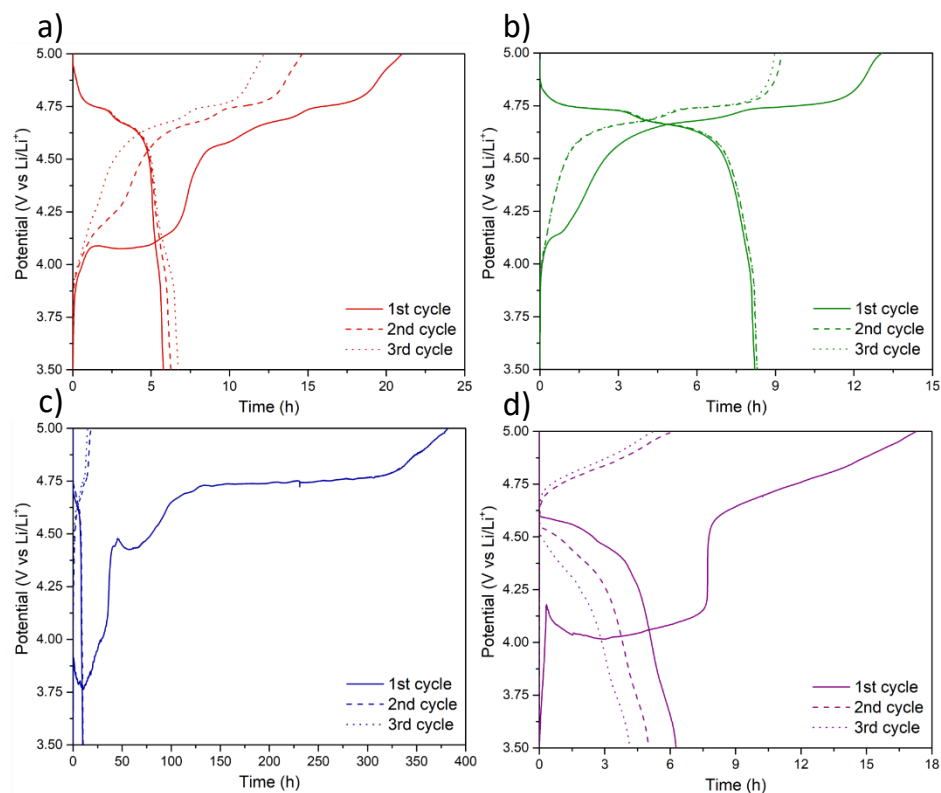 a)
5.00
4.75
4.50
4.25
4.00
3.75
3.50
Potential (V vs Li/Li⁺)
1st cycle
2nd cycle
3rd cycle
0 5 10 15 20 25
Time (h)
b)
5.00
4.75
4.50
4.25
4.00
3.75
3.50
Potential (V vs Li/Li⁺)
1st cycle
2nd cycle
3rd cycle
0 3 6 9 12 15
Time (h)
c)
5.00
4.75
4.50
4.25
4.00
3.75
3.50
Potential (V vs Li/Li⁺)
1st cycle
2nd cycle
3rd cycle
0 50 100 150 200 250 300 350 400
Time (h)
d)
5.00
4.75
4.50
4.25
4.00
3.75
3.50
Potential (V vs Li/Li⁺)
1st cycle
2nd cycle
3rd cycle
0 3 6 9 12 15 18
Time (h)